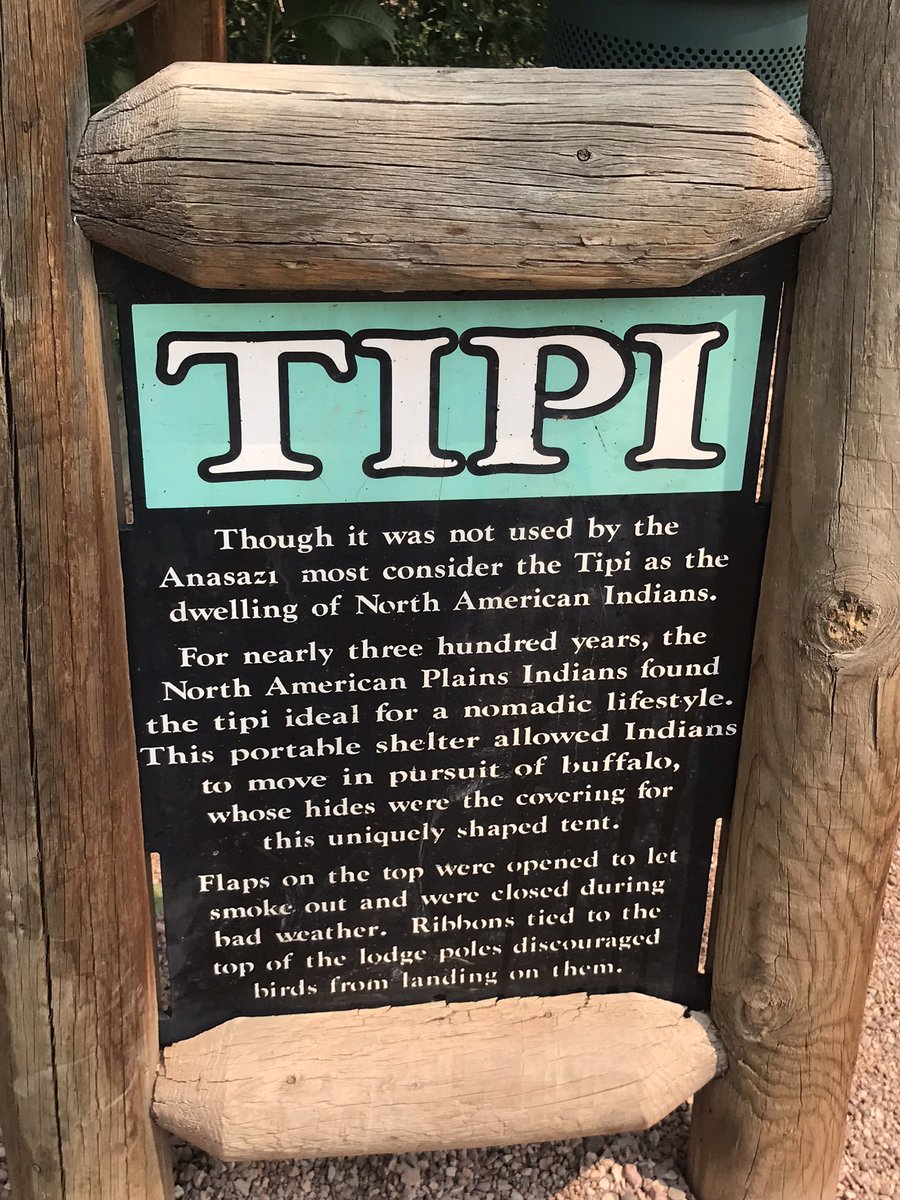 TIPI
Though it was not used by the
Anasazi most consider the Tipi as the
dwelling of North American Indians.
For nearly three hundred years, the
North American Plains Indians found
the tipi ideal for a nomadic lifestyle.
This portable shelter allowed Indians
to move in pursuit of buffalo,
whose hides were the covering for
this uniquely shaped tent.
Flaps on the top were opened to let
smoke out and were closed during
bad weather. Ribbons tied to the
top of the lodge poles discouraged
birds from landing on them.